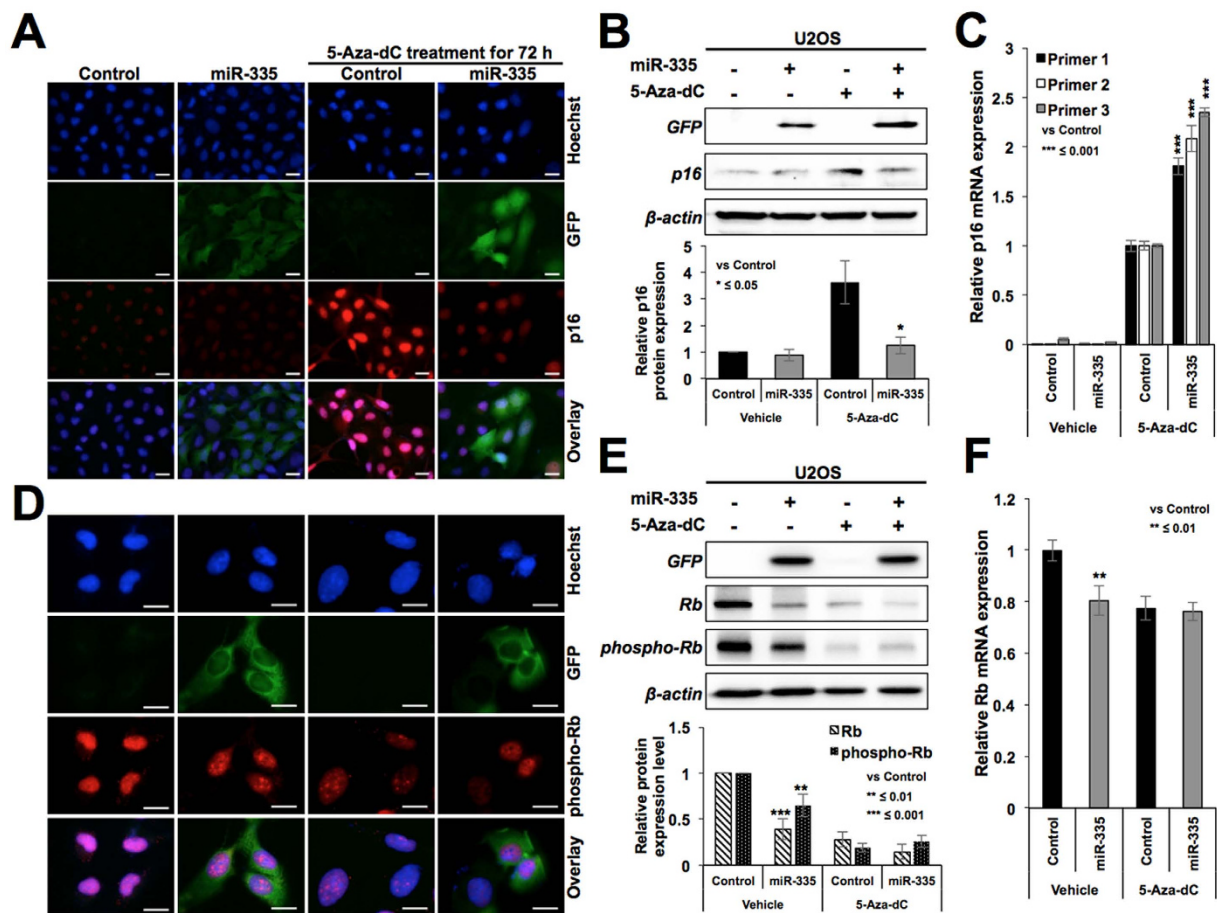 A
5-Aza-dC treatment for 72 h
Control
miR-335
Control
miR-335
Hoechst
GFP
p16
Overlay
B
U2OS
miR-335 - + - +
5-Aza-dC - - + +
GFP
p16
β-actin
Relative p16
protein expression
5
4
3
2
1
0
vs Control
* ≤ 0.05
*
Control
miR-335
Control
miR-335
Vehicle
5-Aza-dC
C
Relative p16 mRNA expression
3
2.5
2
1.5
1
0.5
0
Primer 1
Primer 2
Primer 3
vs Control
*** ≤ 0.001
***
***
***
Control
miR-335
Control
miR-335
Vehicle
5-Aza-dC
D
Hoechst
GFP
phospho-Rb
Overlay
E
U2OS
miR-335 - + - +
5-Aza-dC - - + +
GFP
Rb
phospho-Rb
β-actin
Relative protein
expression level
1.5
1
0.5
0
Rb
phospho-Rb
vs Control
** ≤ 0.01
*** ≤ 0.001
***
**
Control
miR-335
Control
miR-335
Vehicle
5-Aza-dC
F
Relative Rb mRNA expression
1.2
1
0.8
0.6
0.4
0.2
0
vs Control
** ≤ 0.01
**
Control
miR-335
Control
miR-335
Vehicle
5-Aza-dC